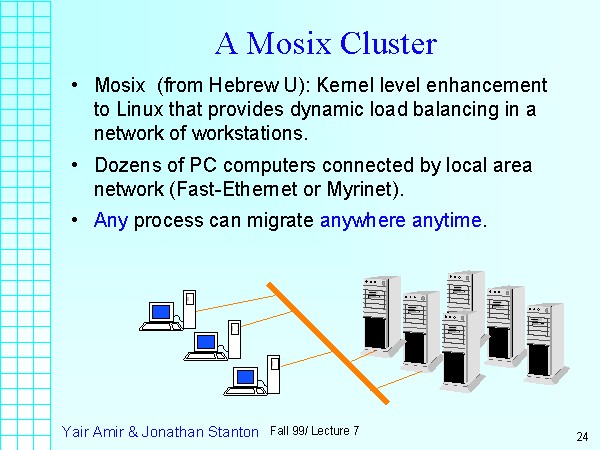 A Mosix Cluster
• Mosix (from Hebrew U): Kernel level enhancement
to Linux that provides dynamic load balancing in a
network of workstations.
• Dozens of PC computers connected by local area
network (Fast-Ethernet or Myrinet).
• Any process can migrate anywhere anytime.
Yair Amir & Jonathan Stanton Fall 99/ Lecture 7
24